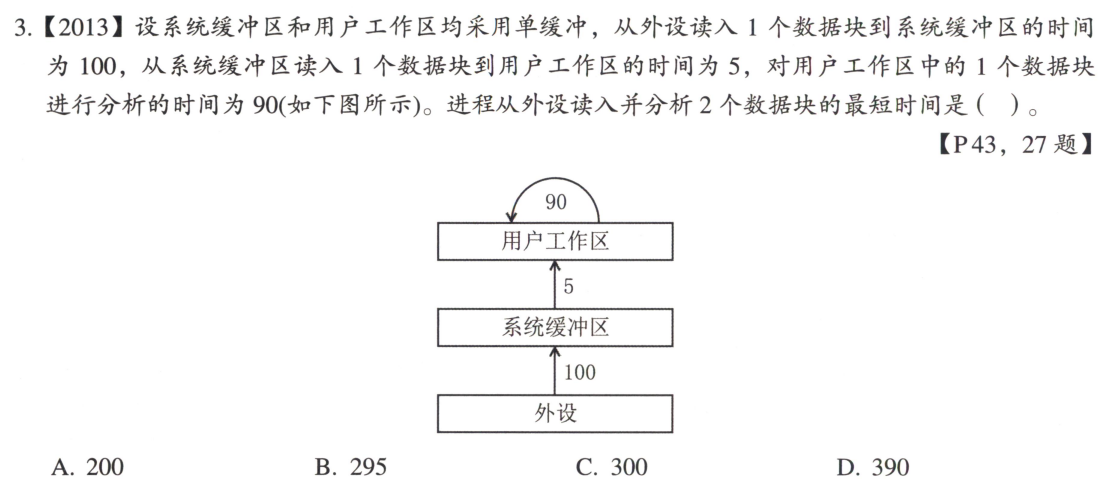 3.【2013】设系统缓冲区和用户工作区均采用单缓冲，从外设读入 1 个数据块到系统缓冲区的时间
为 100，从系统缓冲区读入 1 个数据块到用户工作区的时间为 5，对用户工作区中的 1 个数据块
进行分析的时间为 90(如下图所示)。进程从外设读入并分析 2 个数据块的最短时间是（　）。
【P43，27 题】
90
用户工作区
5
系统缓冲区
100
外设
A. 200 B. 295 C. 300 D. 390